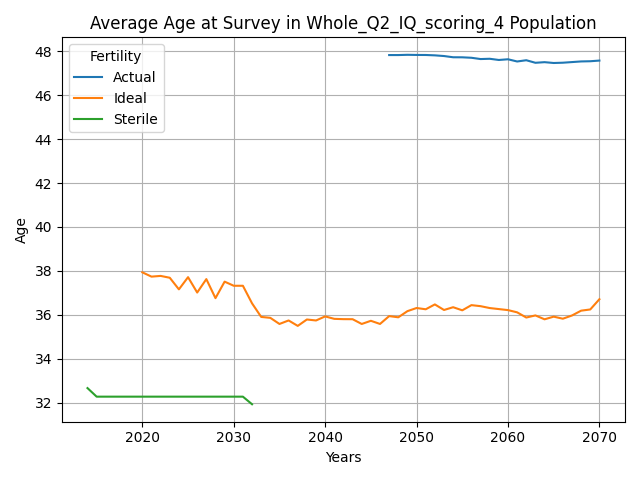 Average Age at Survey in Whole_Q2_IQ_scoring_4 Population
Fertility
Actual
Ideal
Sterile
Age
48
46
44
42
40
38
36
34
32
2020 2030 2040 2050 2060 2070
Years